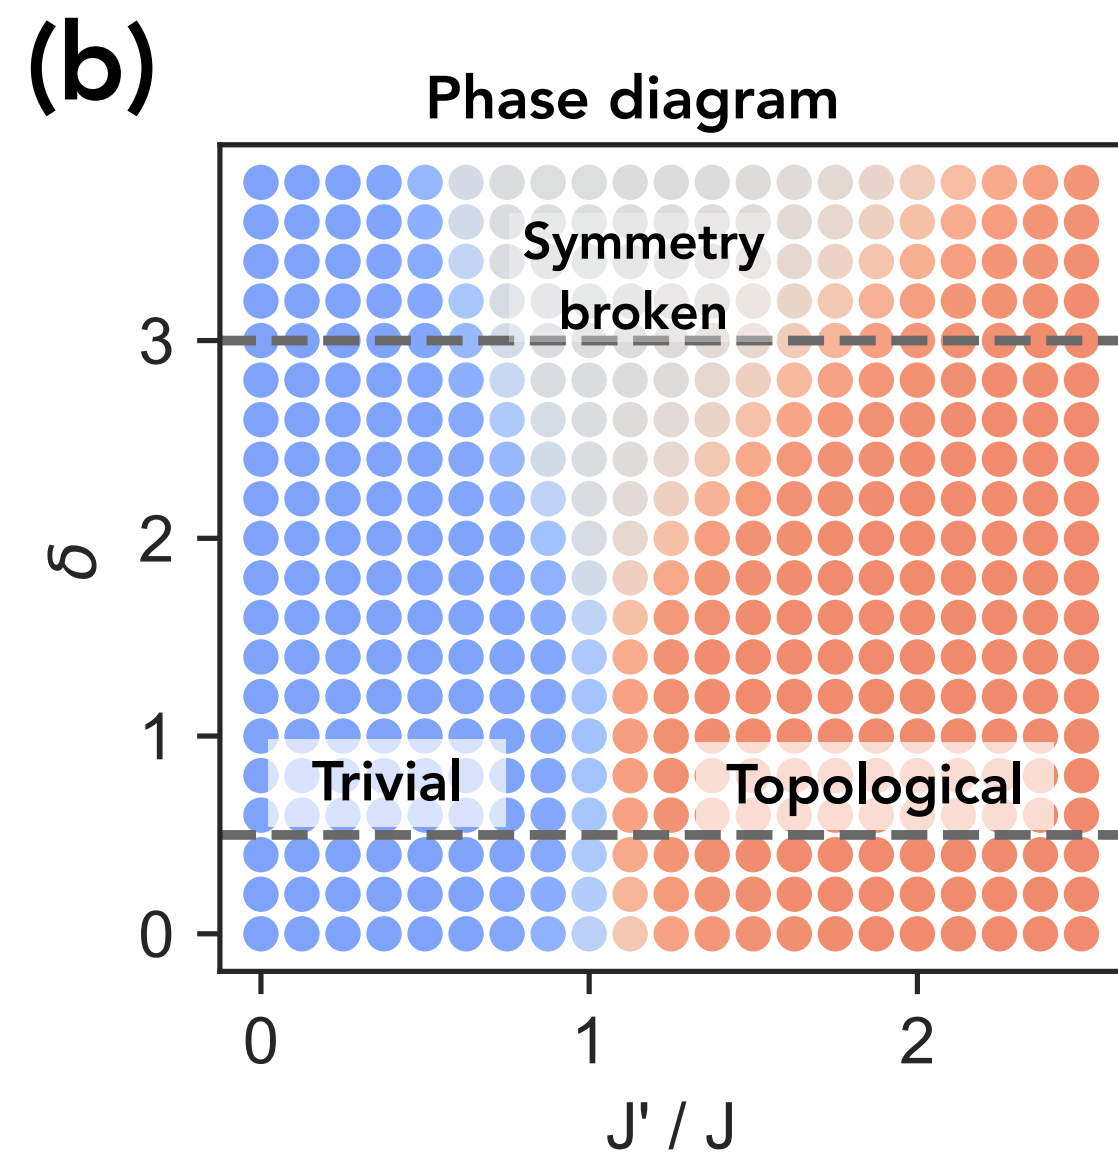 (b)
Phase diagram
Symmetry
broken
3
2
δ
1
Trivial
Topological
0
0 1 2
J' / J